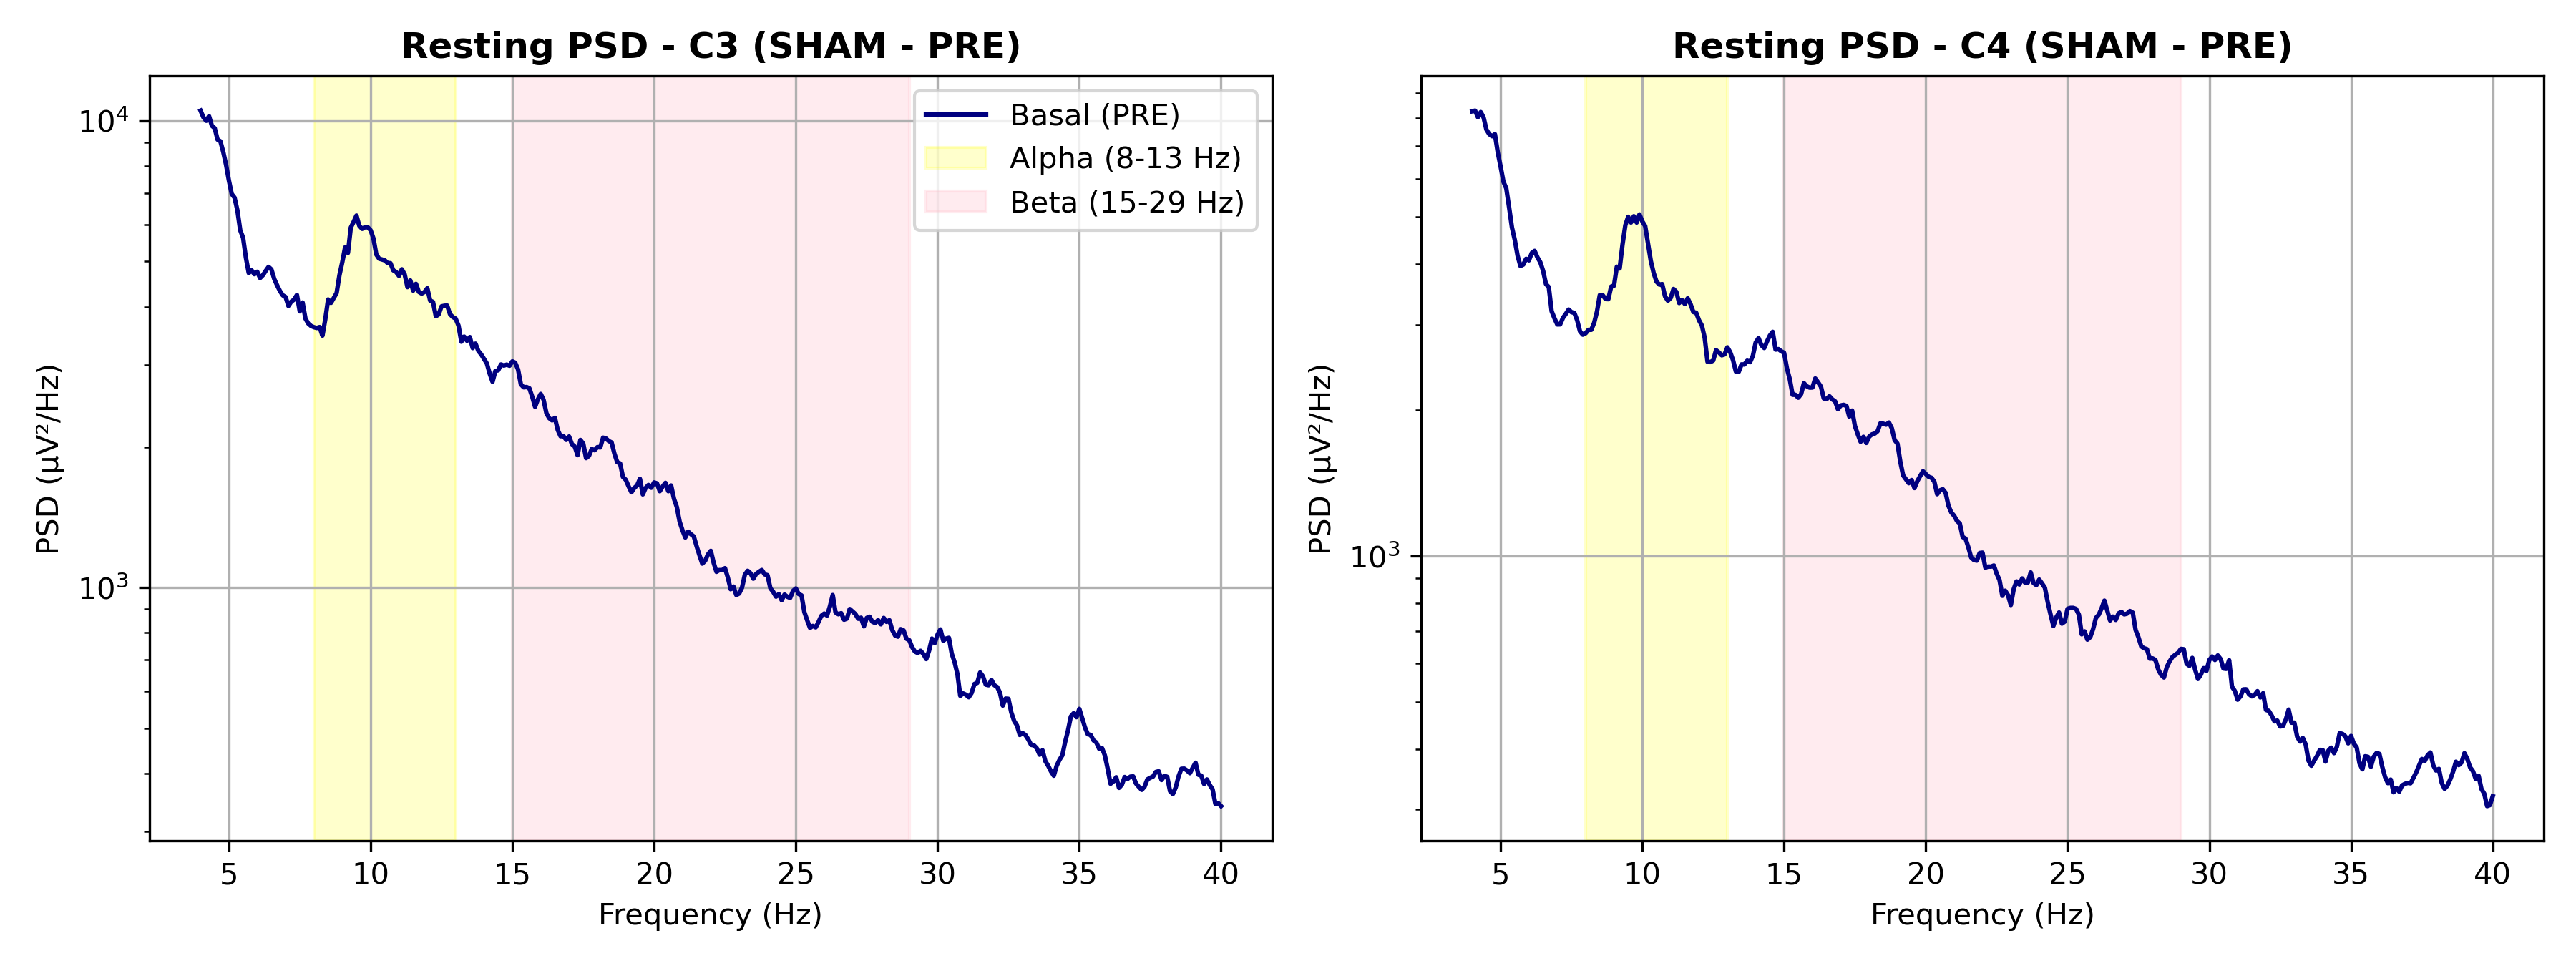 Resting PSD - C3 (SHAM - PRE)
PSD (µV²/Hz)
10⁴
10³
Basal (PRE)
Alpha (8-13 Hz)
Beta (15-29 Hz)
5 10 15 20 25 30 35 40
Frequency (Hz)
Resting PSD - C4 (SHAM - PRE)
PSD (µV²/Hz)
10³
5 10 15 20 25 30 35 40
Frequency (Hz)